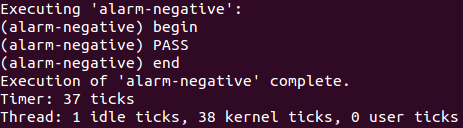 Executing 'alarm-negative':
(alarm-negative) begin
(alarm-negative) PASS
(alarm-negative) end
Execution of 'alarm-negative' complete.
Timer: 37 ticks
Thread: 1 idle ticks, 38 kernel ticks, 0 user ticks